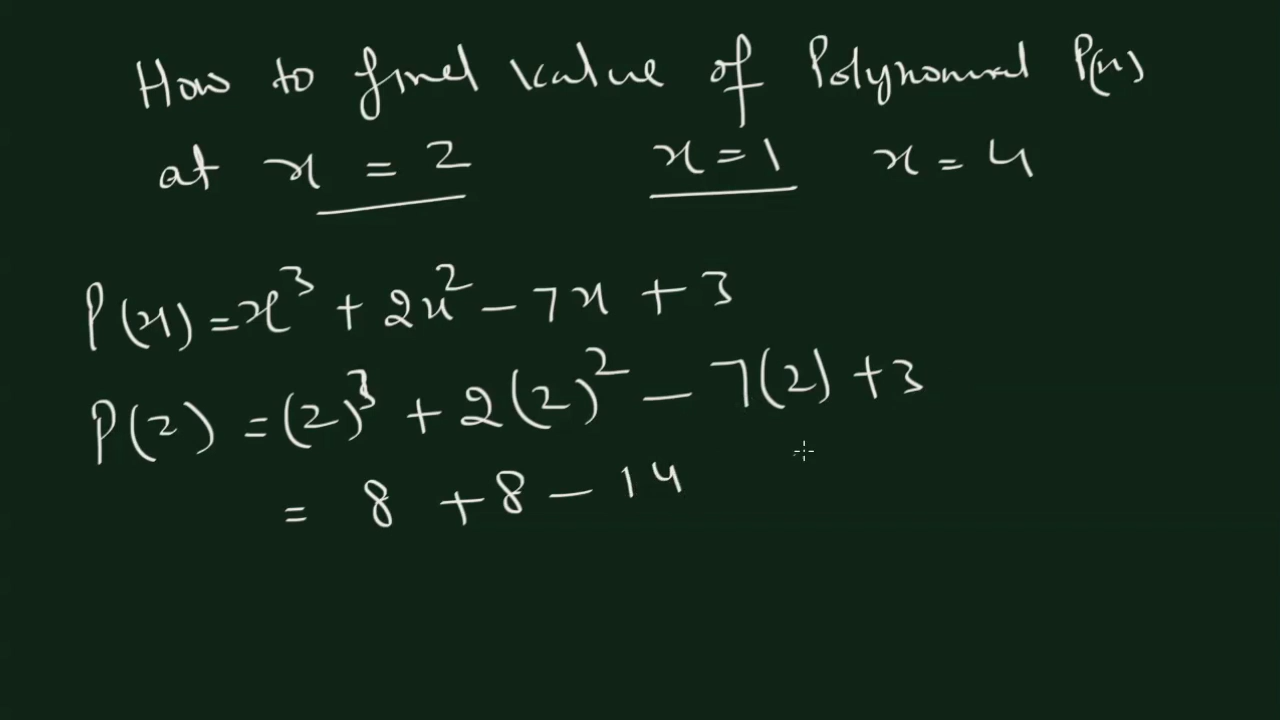 How to find value of Polynomial P(x)
at x = 2 x = 1 x = 4
P(x) = x³ + 2x² - 7x + 3
P(2) = (2)³ + 2(2)² - 7(2) + 3
= 8 + 8 - 14